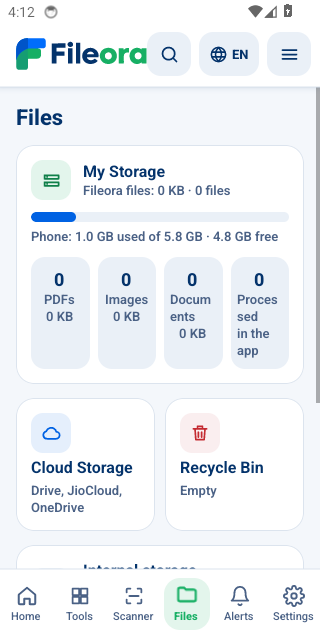 4:12
Fileora
EN
Files
My Storage
Fileora files: 0 KB · 0 files
Phone: 1.0 GB used of 5.8 GB · 4.8 GB free
0
PDFs
0 KB
0
Images
0 KB
0
Docum
ents
0 KB
0
Proces
sed
in the
app
Cloud Storage
Drive, JioCloud,
OneDrive
Recycle Bin
Empty
Internal storage
Home
Tools
Scanner
Files
Alerts
Settings